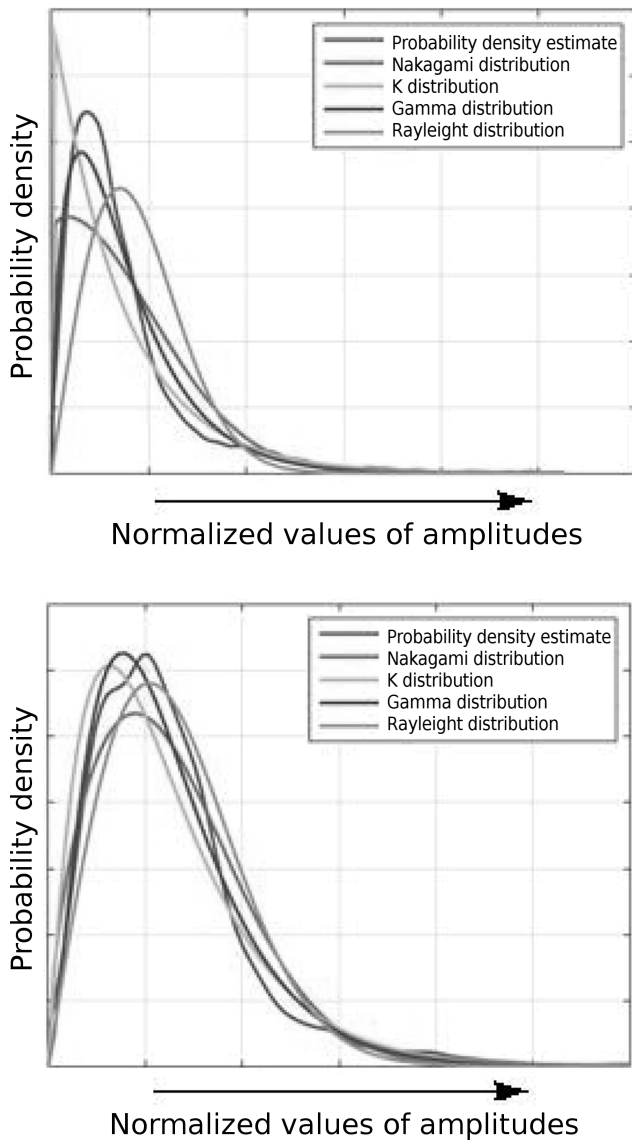 Probability density estimate
Nakagami distribution
K distribution
Gamma distribution
Rayleight distribution
Probability density
Normalized values of amplitudes
Probability density estimate
Nakagami distribution
K distribution
Gamma distribution
Rayleight distribution
Probability density
Normalized values of amplitudes